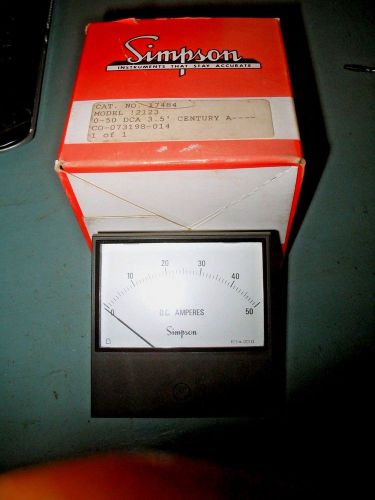 Simpson
INSTRUMENTS THAT STAY ACCURATE
CAT. NO. 17484
MODEL !2123
0-50 DCA 3.5' CENTURY A----
CO-073198-014
1 of 1
0 10 20 30 40 50
D.C. AMPERES
Simpson